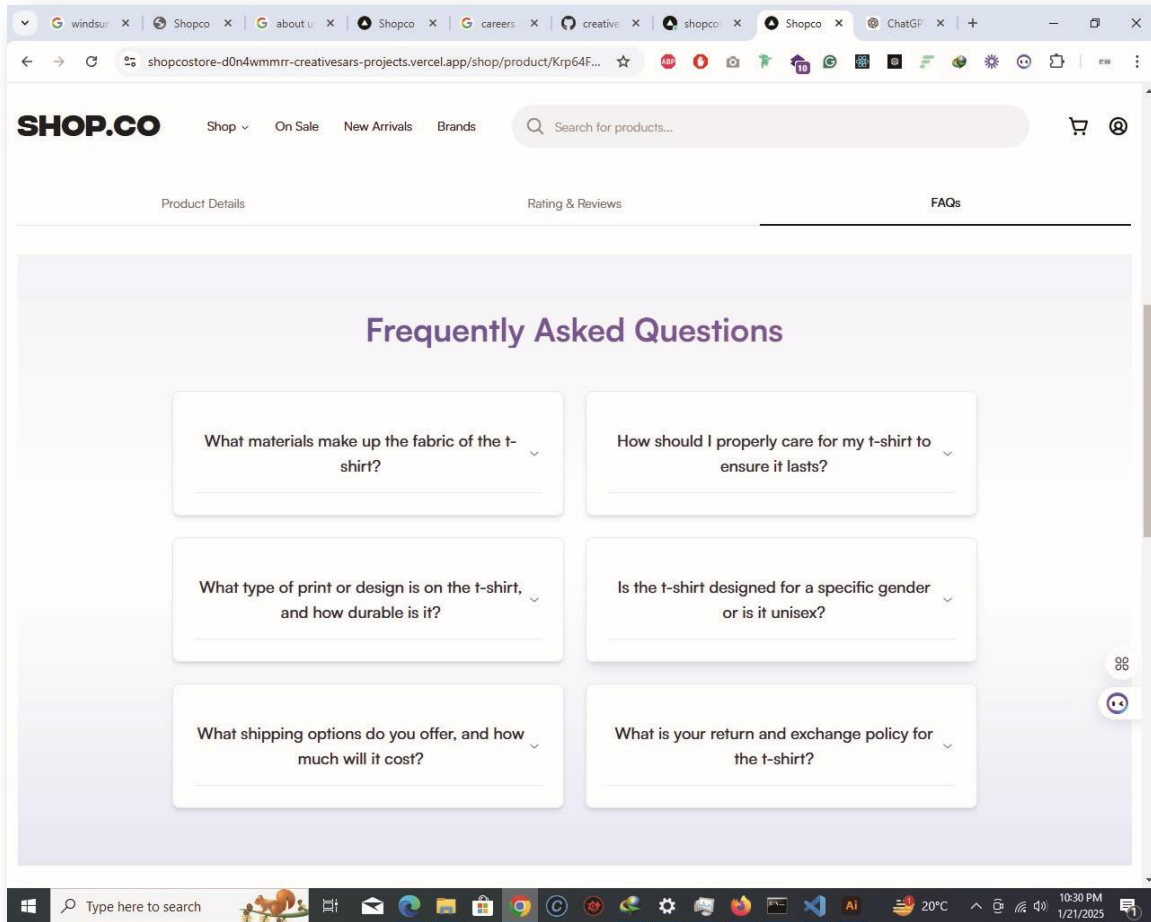 windsur
Shopco
about u
Shopco
careers
creative
shopco
Shopco
ChatGP
shopcostore-d0n4wmmrr-creativesars-projects.vercel.app/shop/product/Krp64F...
ABP
10
SHOP.CO
Shop
On Sale
New Arrivals
Brands
Search for products...
Product Details
Rating & Reviews
FAQs
Frequently Asked Questions
What materials make up the fabric of the t-
shirt?
How should I properly care for my t-shirt to
ensure it lasts?
What type of print or design is on the t-shirt,
and how durable is it?
Is the t-shirt designed for a specific gender
or is it unisex?
What shipping options do you offer, and how
much will it cost?
What is your return and exchange policy for
the t-shirt?
Type here to search
Ai
20°C
10:30 PM
1/21/2025
1